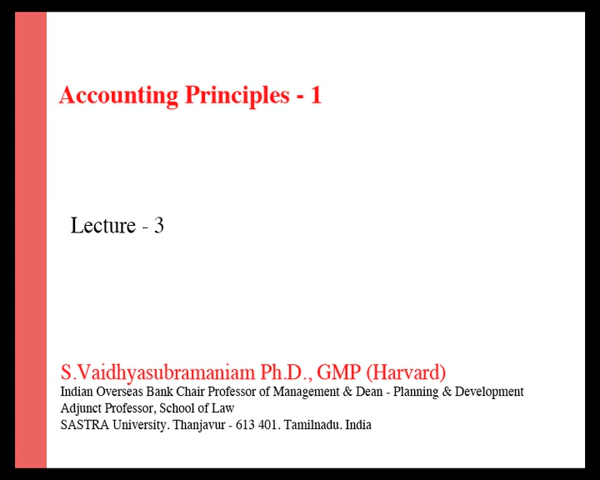 Accounting Principles - 1
Lecture - 3
S.Vaidhyasubramaniam Ph.D., GMP (Harvard)
Indian Overseas Bank Chair Professor of Management & Dean - Planning & Development
Adjunct Professor, School of Law
SASTRA University. Thanjavur - 613 401. Tamilnadu. India